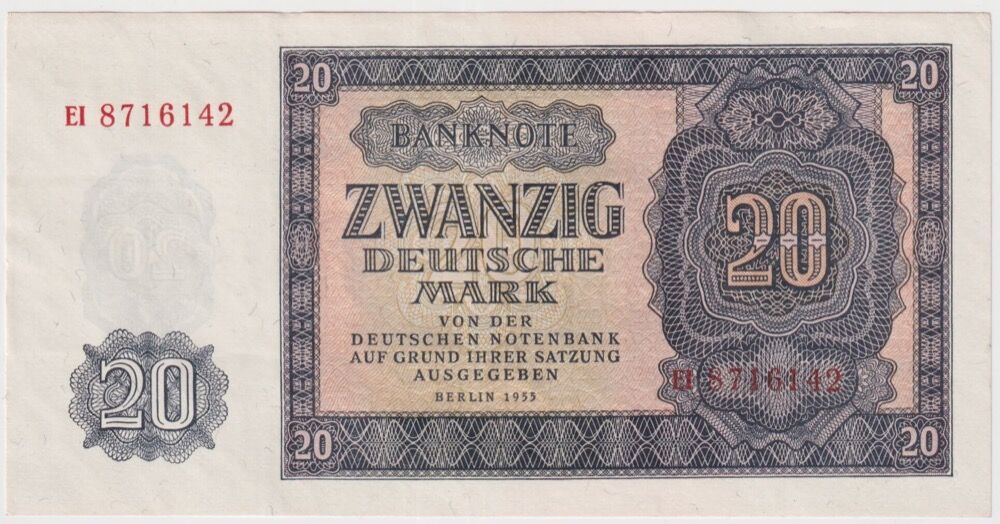 20
20
EI 8716142
BANKNOTE
ZWANZIG
20
DEUTSCHE
MARK
VON DER
DEUTSCHEN NOTENBANK
AUF GRUND IHRER SATZUNG
AUSGEGEBEN
BERLIN 1955
EI 8716142
20
20
20